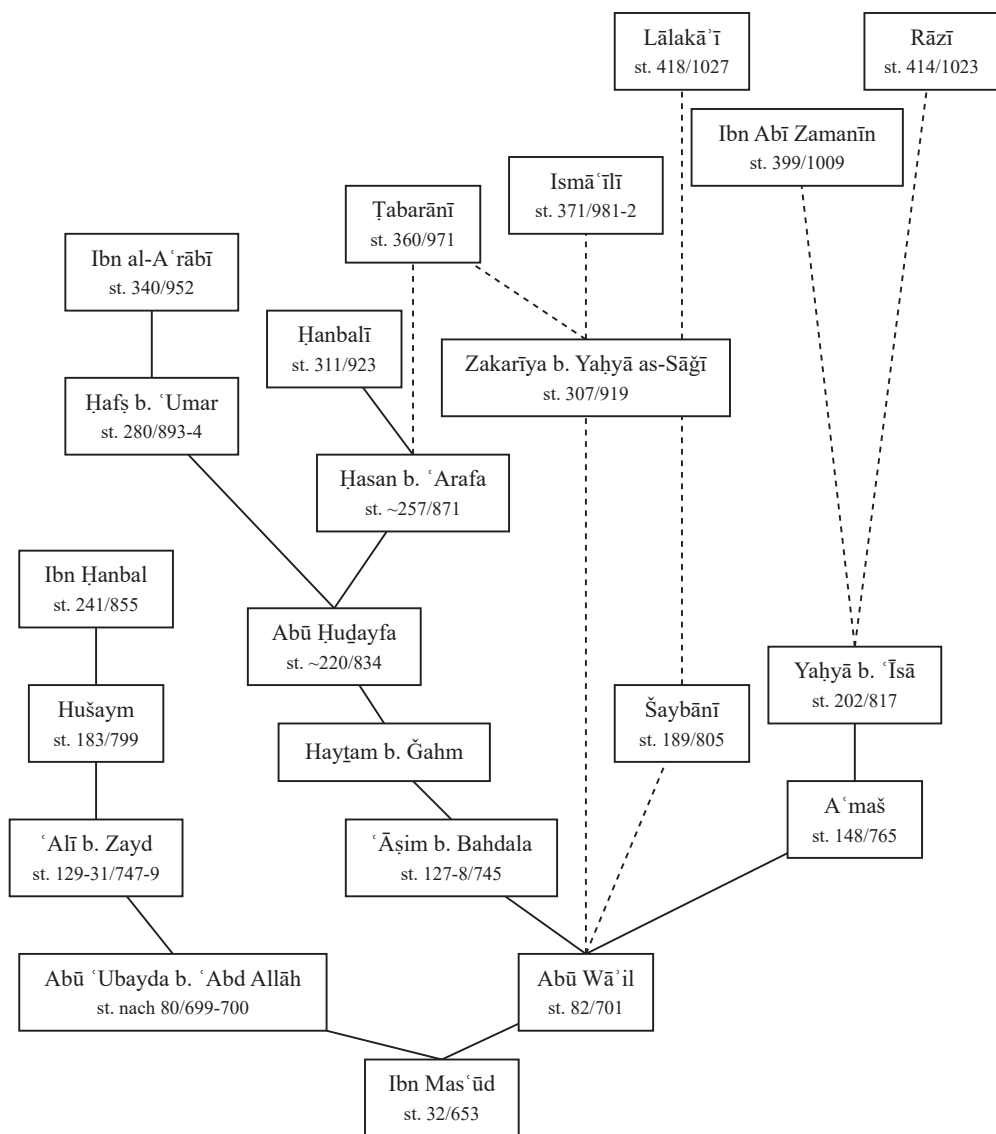 Lālakāʾī
st. 418/1027
Rāzī
st. 414/1023
Ibn Abī Zamanīn
st. 399/1009
Ismāʿīlī
st. 371/981-2
Ṭabarānī
st. 360/971
Ibn al-Aʿrābī
st. 340/952
Ḥanbalī
st. 311/923
Zakarīya b. Yaḥyā as-Sāǧī
st. 307/919
Ḥafṣ b. ʿUmar
st. 280/893-4
Ḥasan b. ʿArafa
st. ~257/871
Ibn Ḥanbal
st. 241/855
Abū Ḥuḏayfa
st. ~220/834
Yaḥyā b. ʿĪsā
st. 202/817
Hušaym
st. 183/799
Šaybānī
st. 189/805
Hayṯam b. Ǧahm
Aʿmaš
st. 148/765
ʿAlī b. Zayd
st. 129-31/747-9
ʿĀṣim b. Bahdala
st. 127-8/745
Abū ʿUbayda b. ʿAbd Allāh
st. nach 80/699-700
Abū Wāʾil
st. 82/701
Ibn Masʿūd
st. 32/653